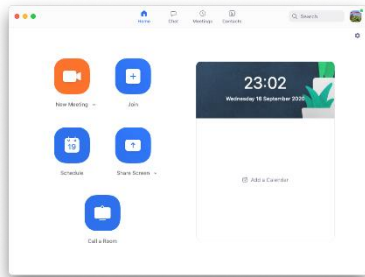 Home Chat Meetings Contacts
Search
New Meeting
Join
23:02
Wednesday 16 September 2020
19
Schedule
Share Screen
Add a Calendar
Call a Room